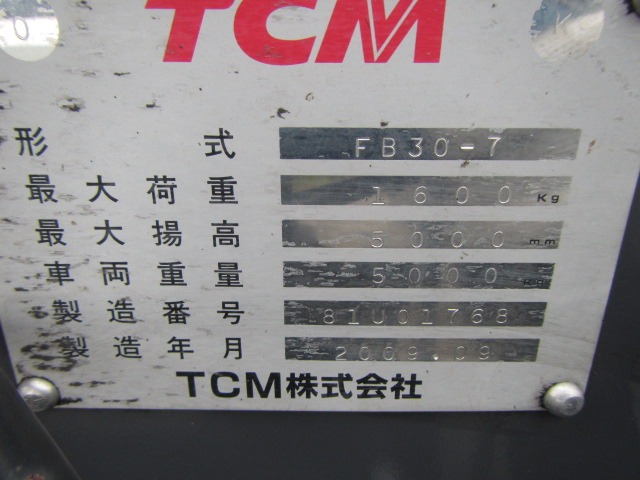 TCM
形式 FB30-7
最大荷重 1600 Kg
最大揚高 5000 mm
車両重量 5000 Kg
製造番号 81U01768
製造年月 2009.09
TCM株式会社